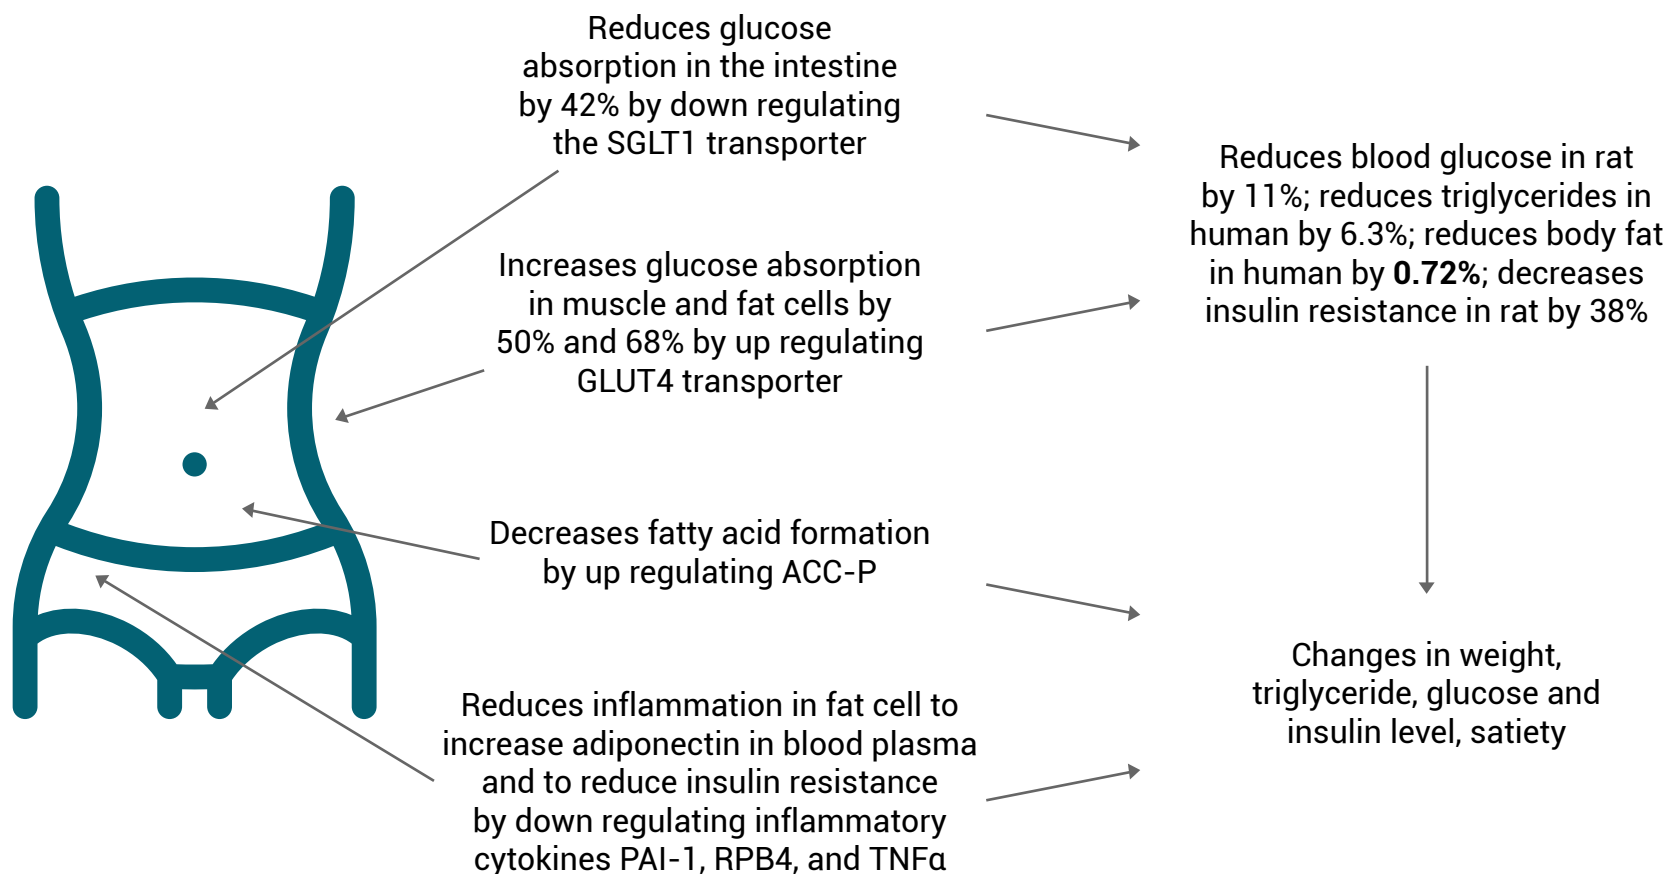 Reduces glucose
absorption in the intestine
by 42% by down regulating
the SGLT1 transporter
Increases glucose absorption
in muscle and fat cells by
50% and 68% by up regulating
GLUT4 transporter
Decreases fatty acid formation
by up regulating ACC-P
Reduces inflammation in fat cell to
increase adiponectin in blood plasma
and to reduce insulin resistance
by down regulating inflammatory
cytokines PAI-1, RPB4, and TNFα
Reduces blood glucose in rat
by 11%; reduces triglycerides in
human by 6.3%; reduces body fat
in human by 0.72%; decreases
insulin resistance in rat by 38%
Changes in weight,
triglyceride, glucose and
insulin level, satiety